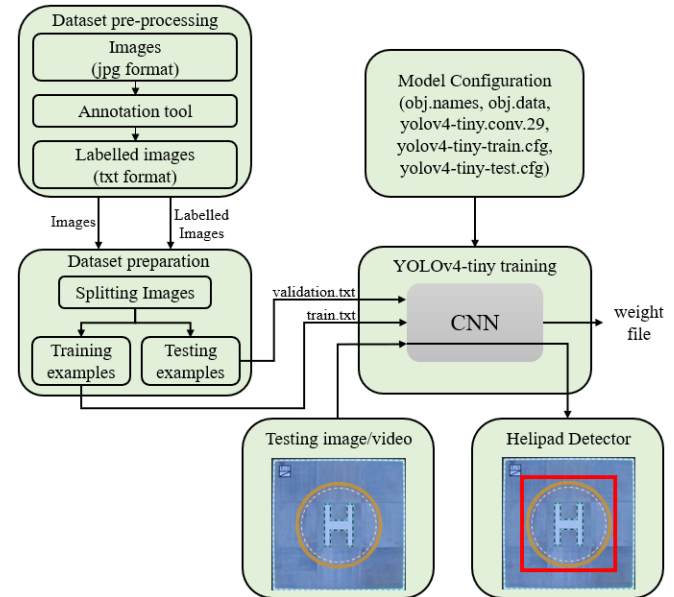 Dataset pre-processing
Images
(jpg format)
Annotation tool
Labelled images
(txt format)
Images
Labelled
Images
Dataset preparation
Splitting Images
Training
examples
Testing
examples
validation.txt
train.txt
Model Configuration
(obj.names, obj.data,
yolov4-tiny.conv.29,
yolov4-tiny-train.cfg,
yolov4-tiny-test.cfg)
YOLOv4-tiny training
CNN
weight
file
Testing image/video
H
Helipad Detector
H